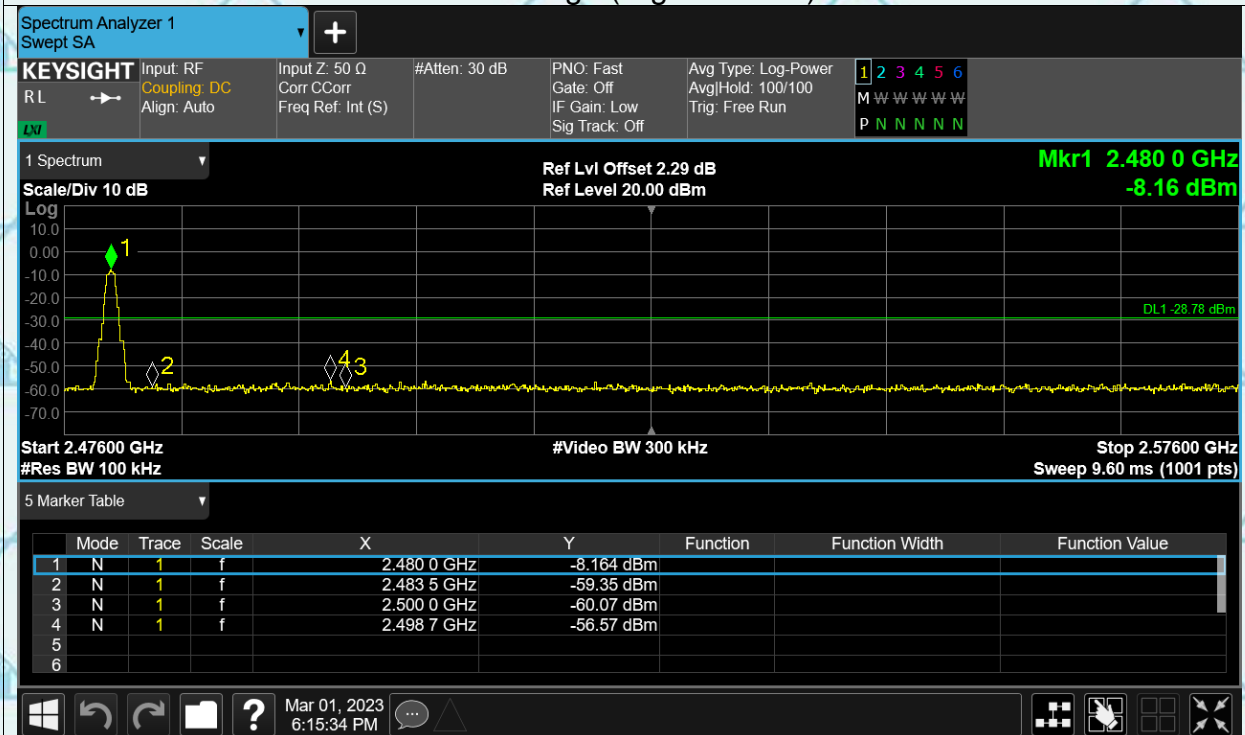 Spectrum Analyzer 1
Swept SA
+
KEYSIGHT Input: RF Input Z: 50 Ω #Atten: 30 dB PNO: Fast Avg Type: Log-Power 1 2 3 4 5 6
R L Coupling: DC Corr CCorr Gate: Off Avg|Hold: 100/100 M W W W W W
Align: Auto Freq Ref: Int (S) IF Gain: Low Trig: Free Run P N N N N N
LXI Sig Track: Off
1 Spectrum Ref Lvl Offset 2.29 dB Mkr1 2.480 0 GHz
Scale/Div 10 dB Ref Level 20.00 dBm -8.16 dBm
Log
10.0
0.00 1
-10.0
-20.0
DL1 -28.78 dBm
-30.0
-40.0
-50.0 2 4 3
-60.0
-70.0
Start 2.47600 GHz #Video BW 300 kHz Stop 2.57600 GHz
#Res BW 100 kHz Sweep 9.60 ms (1001 pts)
5 Marker Table
Mode Trace Scale X Y Function Function Width Function Value
1 N 1 f 2.480 0 GHz -8.164 dBm
2 N 1 f 2.483 5 GHz -59.35 dBm
3 N 1 f 2.500 0 GHz -60.07 dBm
4 N 1 f 2.498 7 GHz -56.57 dBm
5
6
? Mar 01, 2023
6:15:34 PM